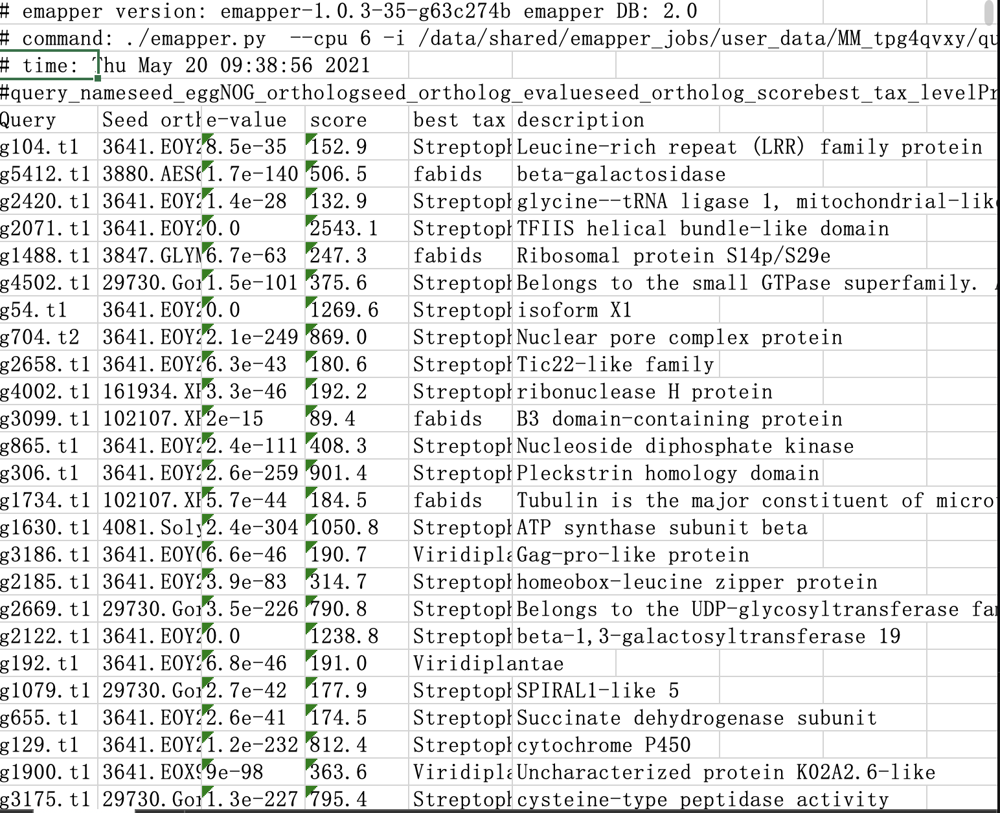 # emapper version: emapper-1.0.3-35-g63c274b emapper DB: 2.0
# command: ./emapper.py --cpu 6 -i /data/shared/emapper_jobs/user_data/MM_tpg4qvxy/qu
# time: Thu May 20 09:38:56 2021
#query_nameseed_eggNOG_orthologseed_ortholog_evalueseed_ortholog_scorebest_tax_levelPr
Query Seed orth e-value score best tax description
g104.t1 3641.EOY2 8.5e-35 152.9 Streptoph Leucine-rich repeat (LRR) family protein
g5412.t1 3880.AES6 1.7e-140 506.5 fabids beta-galactosidase
g2420.t1 3641.EOY2 1.4e-28 132.9 Streptoph glycine--tRNA ligase 1, mitochondrial-like
g2071.t1 3641.EOY2 0.0 2543.1 Streptoph TFIIS helical bundle-like domain
g1488.t1 3847.GLYM 6.7e-63 247.3 fabids Ribosomal protein S14p/S29e
g4502.t1 29730.Gor 1.5e-101 375.6 Streptoph Belongs to the small GTPase superfamily.
g54.t1 3641.EOY2 0.0 1269.6 Streptoph isoform X1
g704.t2 3641.EOY2 2.1e-249 869.0 Streptoph Nuclear pore complex protein
g2658.t1 3641.EOY2 6.3e-43 180.6 Streptoph Tic22-like family
g4002.t1 161934.XP 3.3e-46 192.2 Streptoph ribonuclease H protein
g3099.t1 102107.XP 2e-15 89.4 fabids B3 domain-containing protein
g865.t1 3641.EOY2 2.4e-111 408.3 Streptoph Nucleoside diphosphate kinase
g306.t1 3641.EOY2 2.6e-259 901.4 Streptoph Pleckstrin homology domain
g1734.t1 102107.XP 5.7e-44 184.5 fabids Tubulin is the major constituent of micro
g1630.t1 4081.Soly 2.4e-304 1050.8 Streptoph ATP synthase subunit beta
g3186.t1 3641.EOY0 6.6e-46 190.7 Viridipla Gag-pro-like protein
g2185.t1 3641.EOY2 3.9e-83 314.7 Streptoph homeobox-leucine zipper protein
g2669.t1 29730.Gor 3.5e-226 790.8 Streptoph Belongs to the UDP-glycosyltransferase fam
g2122.t1 3641.EOY2 0.0 1238.8 Streptoph beta-1,3-galactosyltransferase 19
g192.t1 3641.EOY2 6.8e-46 191.0 Viridiplantae
g1079.t1 29730.Gor 2.7e-42 177.9 Streptoph SPIRAL1-like 5
g655.t1 3641.EOY2 2.6e-41 174.5 Streptoph Succinate dehydrogenase subunit
g129.t1 3641.EOY2 1.2e-232 812.4 Streptoph cytochrome P450
g1900.t1 3641.EOX9 9e-98 363.6 Viridipla Uncharacterized protein K02A2.6-like
g3175.t1 29730.Gor 1.3e-227 795.4 Streptoph cysteine-type peptidase activity